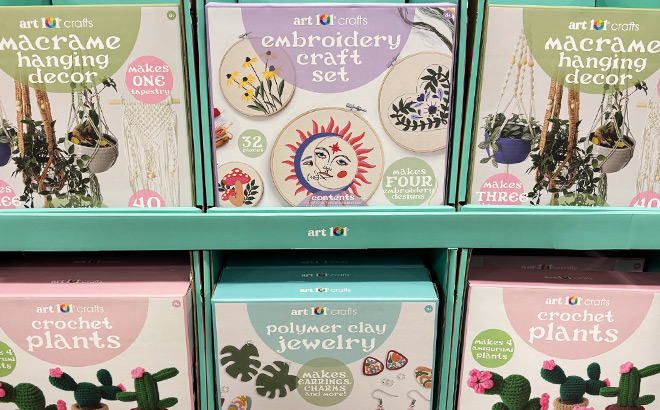 art 101 crafts
macrame
hanging
decor
makes
ONE
tapestry
40
art 101 crafts
embroidery
craft
set
32
pieces
contents
makes
FOUR
embroidery
designs
art 101 crafts
macrame
hanging
decor
makes
THREE
40
art 101
art 101 crafts
crochet
plants
makes 4
art 101 crafts
art 101 crafts
polymer clay
jewelry
makes
EARRINGS,
CHARMS
and more!
art 101 crafts
crochet
plants
makes 4
amigurumi
plants